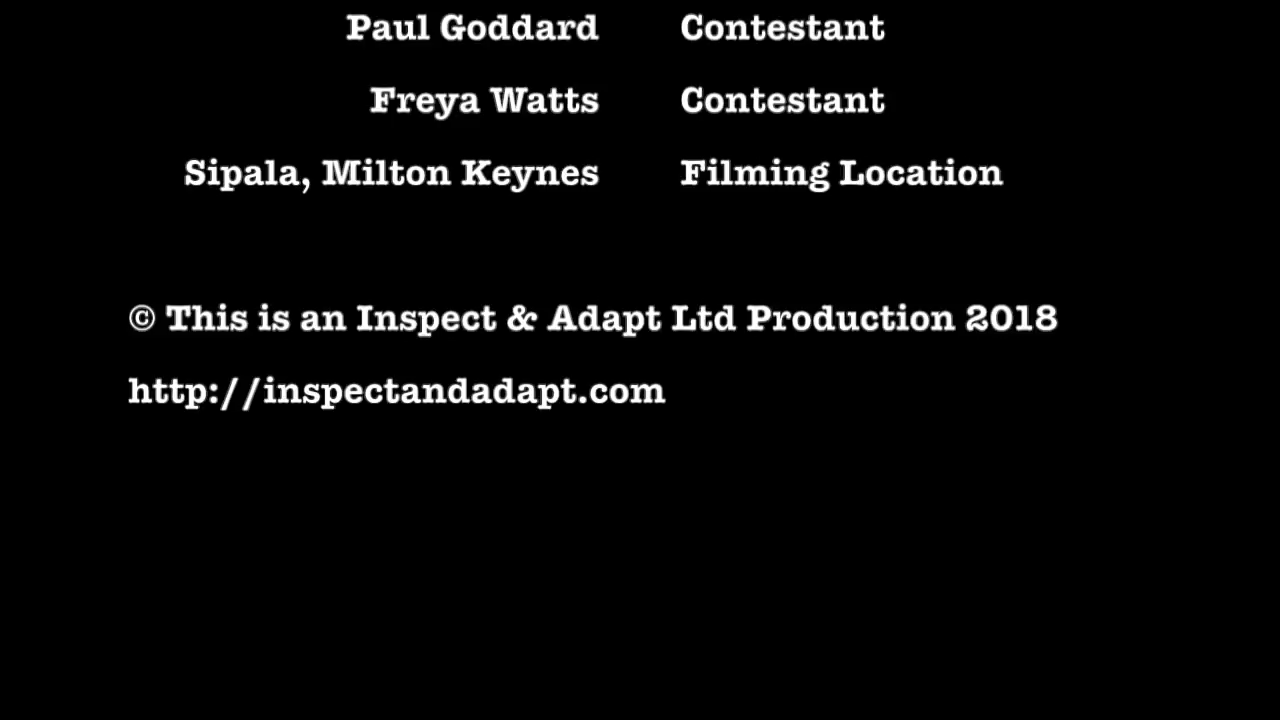 Paul Goddard Contestant
Freya Watts Contestant
Sipala, Milton Keynes Filming Location
© This is an Inspect & Adapt Ltd Production 2018
http://inspectandadapt.com